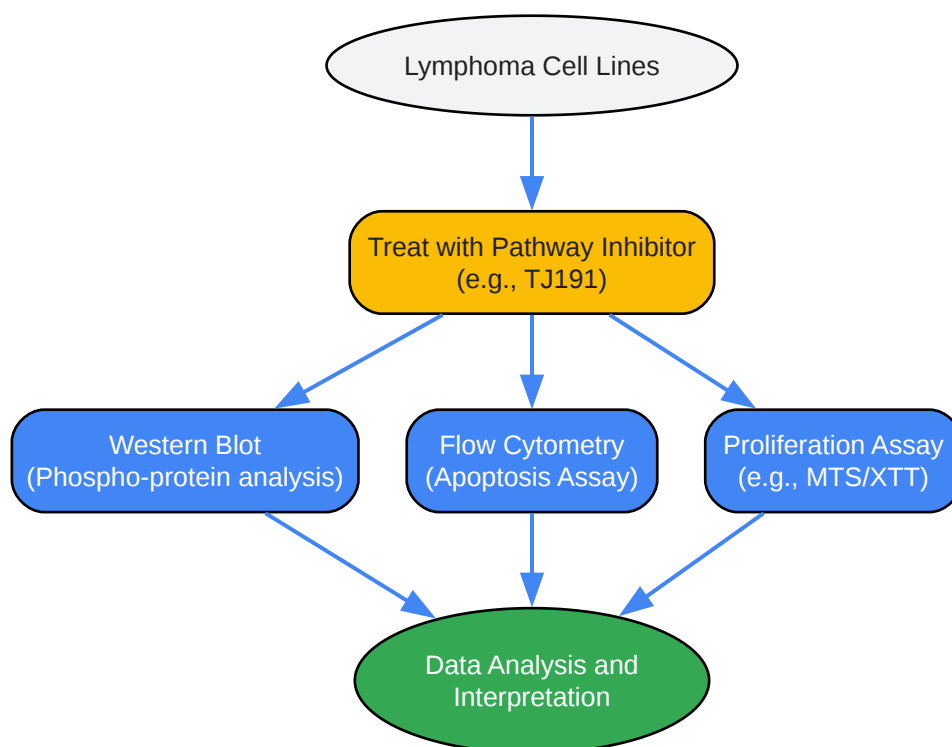 Lymphoma Cell Lines
Treat with Pathway Inhibitor
(e.g., TJ191)
Western Blot
(Phospho-protein analysis)
Flow Cytometry
(Apoptosis Assay)
Proliferation Assay
(e.g., MTS/XTT)
Data Analysis and
Interpretation